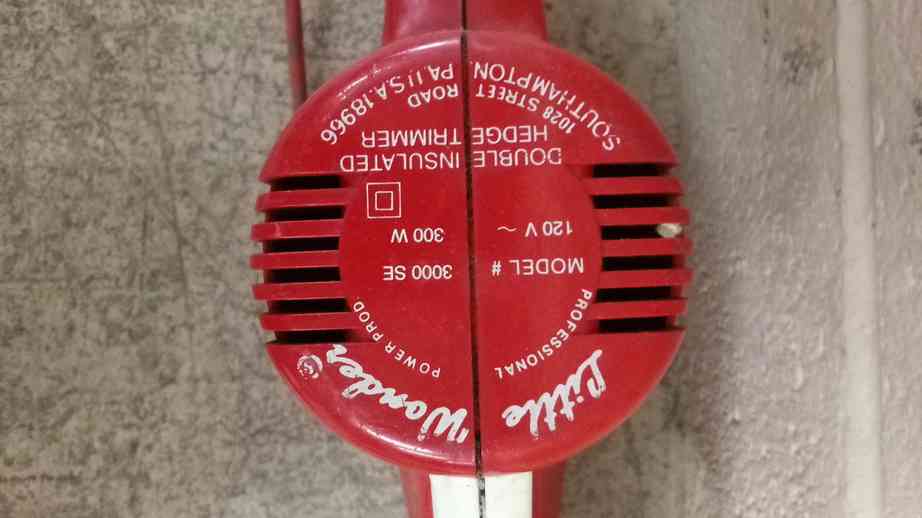 Little Wonder ®
PROFESSIONAL POWER PROD.
MODEL # 3000 SE
120 V ~ 300 W
DOUBLE INSULATED
HEDGE TRIMMER
1028 STREET ROAD
SOUTHAMPTON PA. U.S.A. 18966